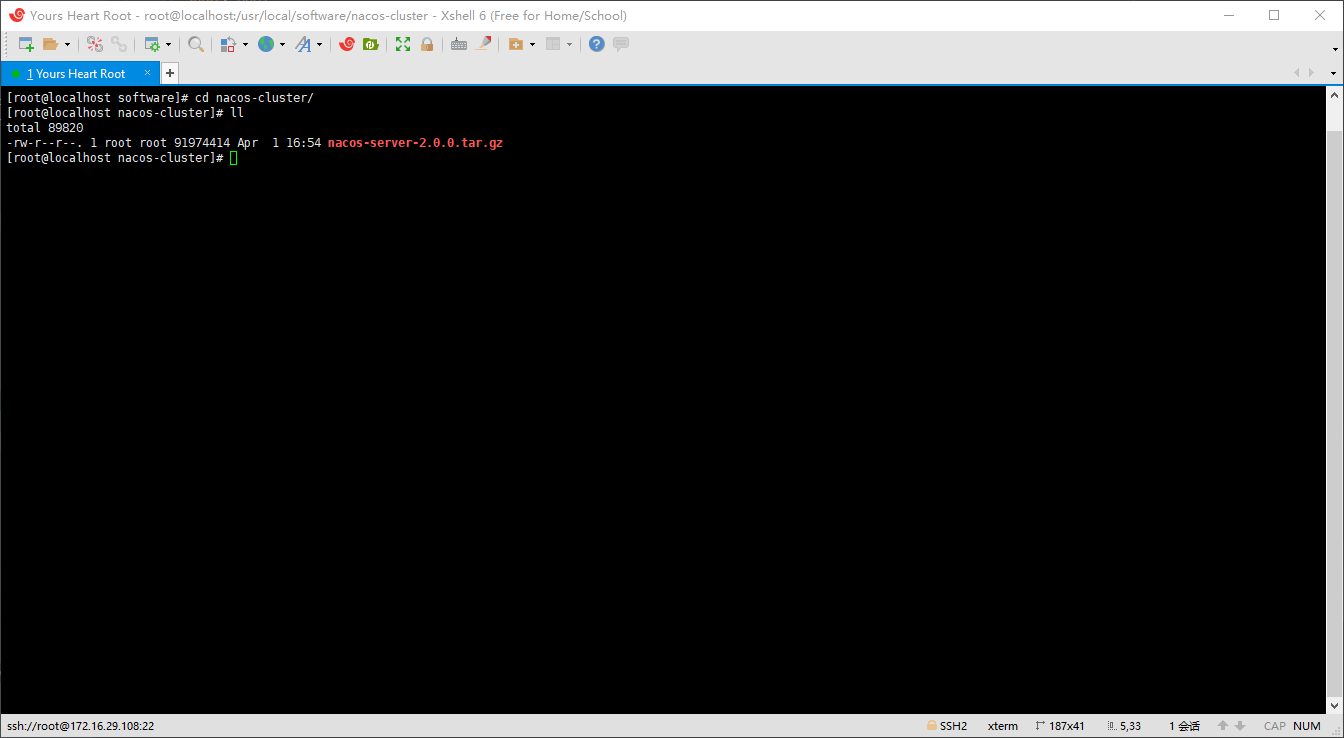 Yours Heart Root - root@localhost:/usr/local/software/nacos-cluster - Xshell 6 (Free for Home/School)
1 Yours Heart Root
[root@localhost software]# cd nacos-cluster/
[root@localhost nacos-cluster]# ll
total 89820
-rw-r--r--. 1 root root 91974414 Apr  1 16:54 nacos-server-2.0.0.tar.gz
[root@localhost nacos-cluster]#
ssh://root@172.16.29.108:22 SSH2 xterm 187x41 5,33 1 会话 CAP NUM